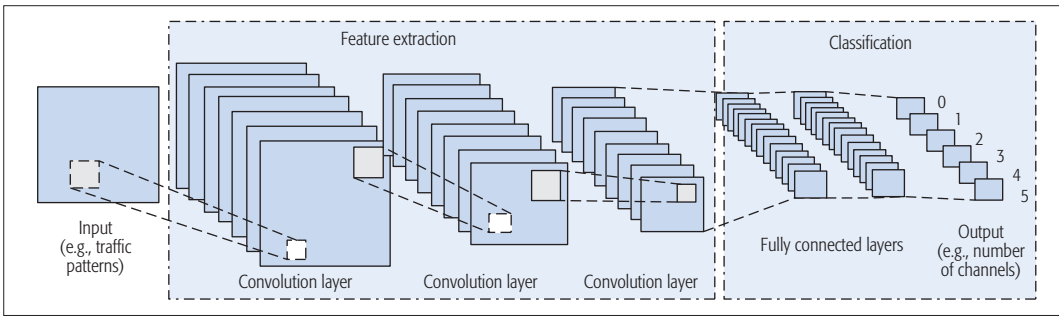 Feature extraction
Classification
0
1
2
3
4
5
Input
(e.g., traffic
patterns)
Convolution layer
Convolution layer
Convolution layer
Fully connected layers
Output
(e.g., number
of channels)